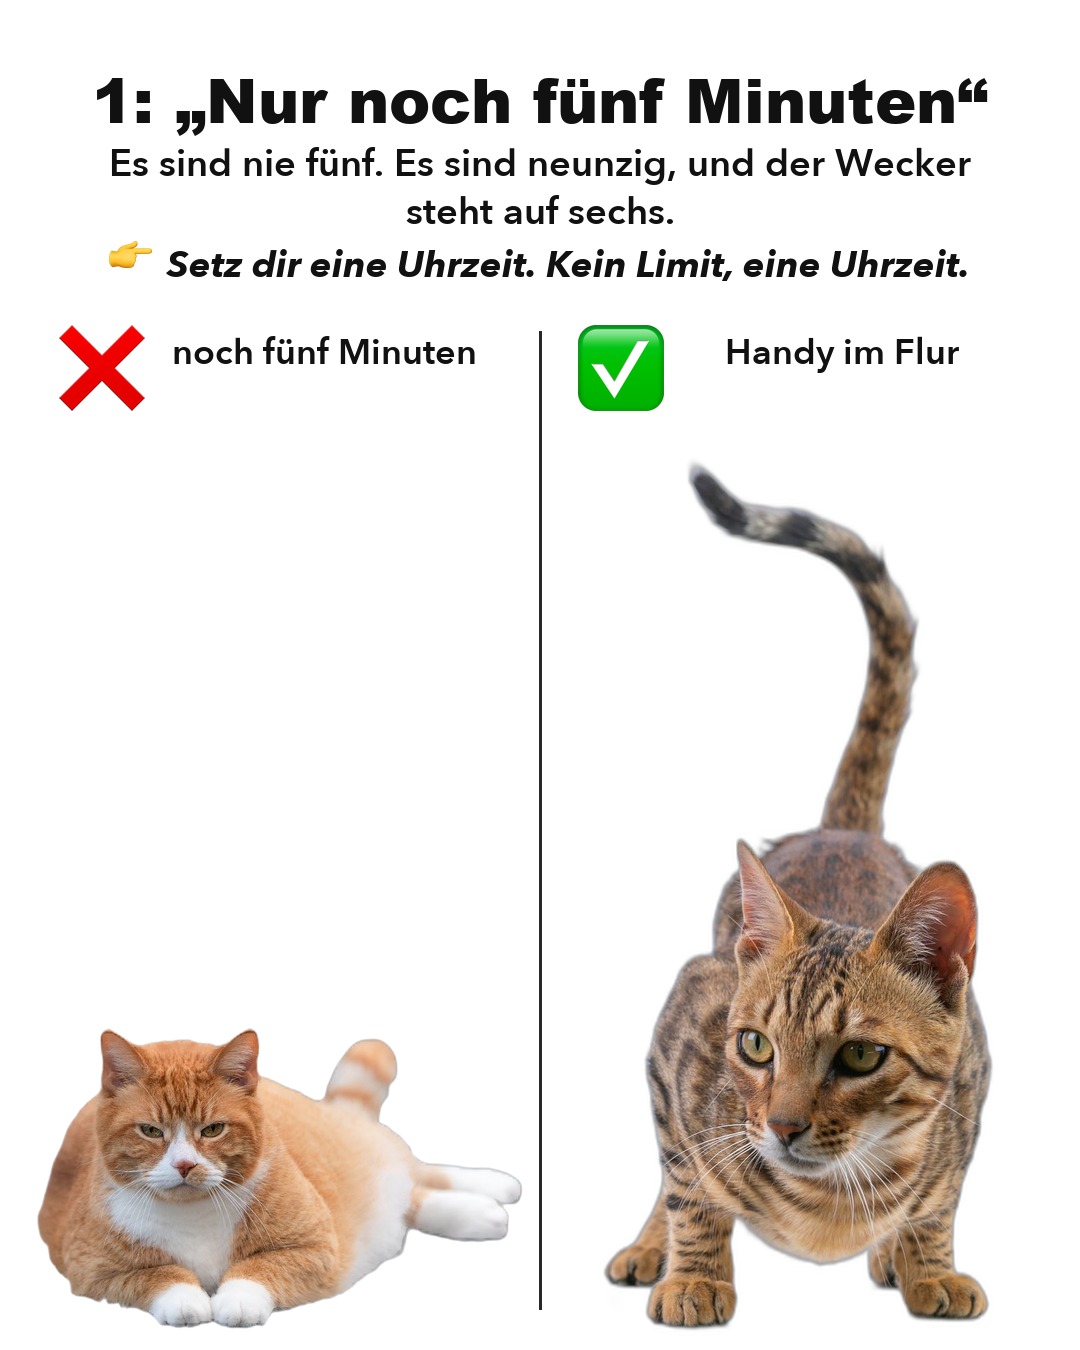 1: „Nur noch fünf Minuten“
Es sind nie fünf. Es sind neunzig, und der Wecker
steht auf sechs.
👉 Setz dir eine Uhrzeit. Kein Limit, eine Uhrzeit.
❌ noch fünf Minuten
✅ Handy im Flur